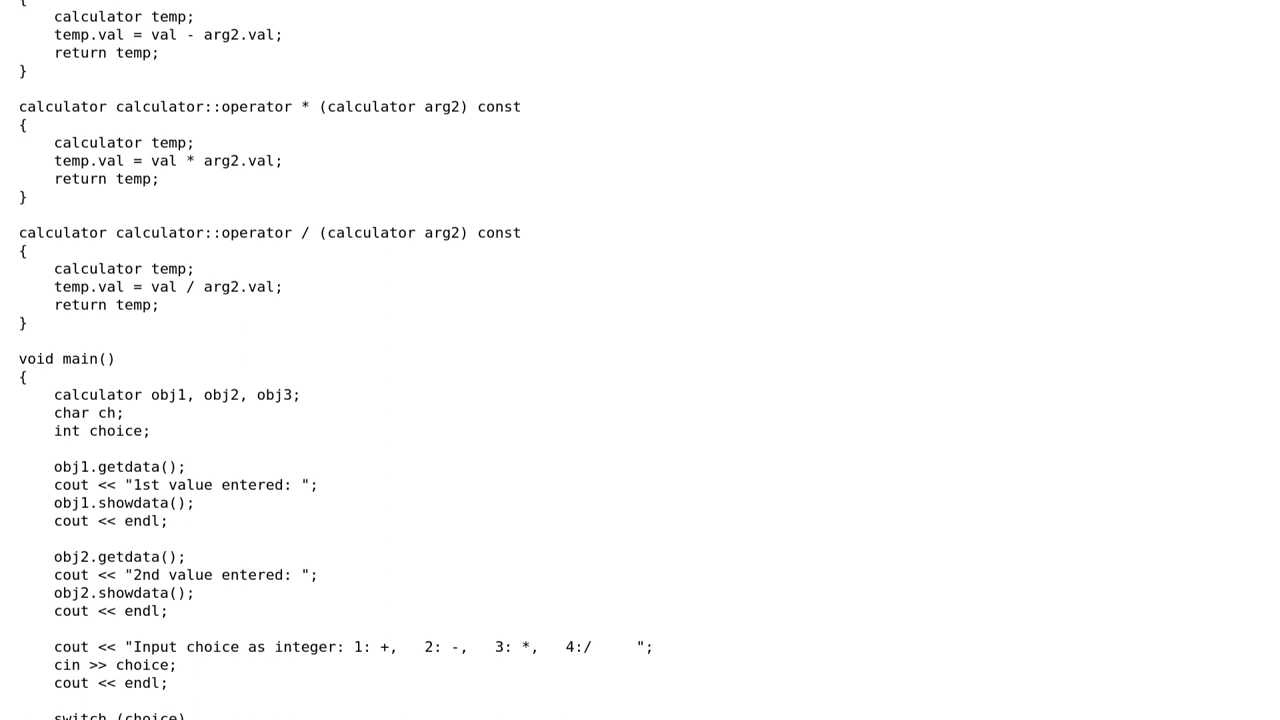 {
    calculator temp;
    temp.val = val - arg2.val;
    return temp;
}

calculator calculator::operator * (calculator arg2) const
{
    calculator temp;
    temp.val = val * arg2.val;
    return temp;
}

calculator calculator::operator / (calculator arg2) const
{
    calculator temp;
    temp.val = val / arg2.val;
    return temp;
}

void main()
{
    calculator obj1, obj2, obj3;
    char ch;
    int choice;

    obj1.getdata();
    cout << "1st value entered: ";
    obj1.showdata();
    cout << endl;

    obj2.getdata();
    cout << "2nd value entered: ";
    obj2.showdata();
    cout << endl;

    cout << "Input choice as integer: 1: +,   2: -,   3: *,   4:/     ";
    cin >> choice;
    cout << endl;

    switch (choice)